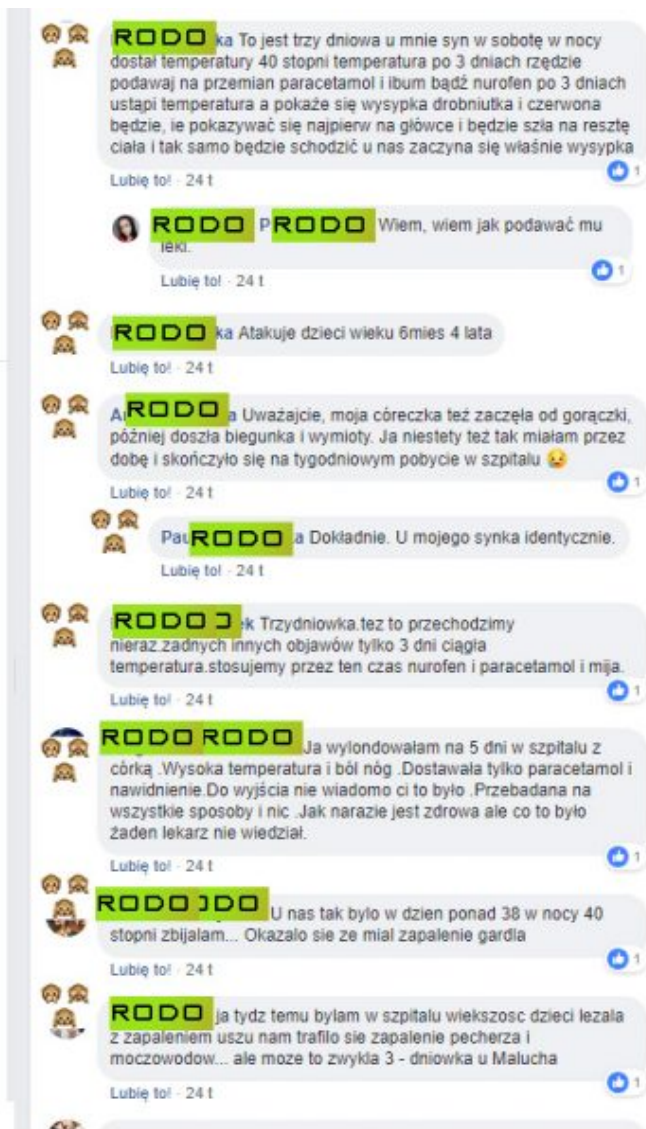 RODO ka To jest trzy dniowa u mnie syn w sobotę w nocy
dostał temperatury 40 stopni temperatura po 3 dniach rzędzie
podawaj na przemian paracetamol i ibum bądź nurofen po 3 dniach
ustąpi temperatura a pokaże się wysypka drobniutka i czerwona
będzie, ie pokazywać się najpierw na główce i będzie szła na resztę
ciała i tak samo będzie schodzić u nas zaczyna się właśnie wysypka
Lubię to! · 24 t
1
RODO P RODO Wiem, wiem jak podawać mu
leki.
1
Lubię to! · 24 t
RODO ka Atakuje dzieci wieku 6mies 4 lata
Lubię to! · 24 t
A RODO a Uważajcie, moja córeczka też zaczęła od gorączki,
później doszła biegunka i wymioty. Ja niestety też tak miałam przez
dobę i skończyło się na tygodniowym pobycie w szpitalu
1
Lubię to! · 24 t
Pau RODO a Dokładnie. U mojego synka identycznie.
Lubię to! · 24 t
RODO ek Trzydniowka.tez to przechodzimy
nieraz.zadnych innych objawów tylko 3 dni ciągła
temperatura.stosujemy przez ten czas nurofen i paracetamol i mija.
1
Lubię to! · 24 t
RODO RODO Ja wylondowałam na 5 dni w szpitalu z
córką .Wysoka temperatura i ból nóg .Dostawała tylko paracetamol i
nawidnienie.Do wyjścia nie wiadomo ci to było .Przebadana na
wszystkie sposoby i nic .Jak narazie jest zdrowa ale co to było
żaden lekarz nie wiedział.
1
Lubię to! · 24 t
RODO ODO U nas tak bylo w dzien ponad 38 w nocy 40
stopni zbijalam... Okazalo sie ze mial zapalenie gardla
1
Lubię to! · 24 t
RODO ja tydz temu bylam w szpitalu wiekszosc dzieci lezala
z zapaleniem uszu nam trafilo sie zapalenie pecherza i
moczowodow... ale moze to zwykla 3 - dniowka u Malucha
1
Lubię to! · 24 t